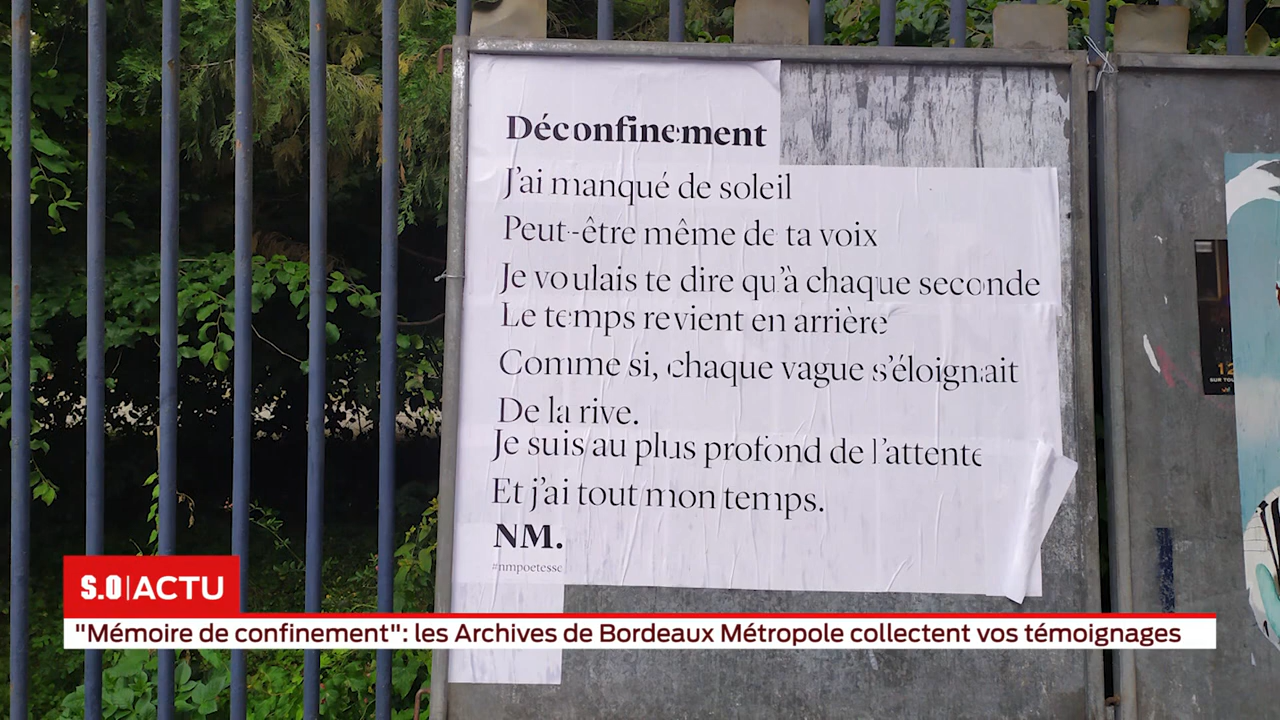 Déconfinement
J'ai manqué de soleil
Peut-être même de ta voix
Je voulais te dire qu'à chaque seconde
Le temps revient en arrière
Comme si, chaque vague s'éloignait
De la rive.
Je suis au plus profond de l'attente
Et j'ai tout mon temps.
NM.
#nmpoetesse
12
SUR TOU
S.O|ACTU
"Mémoire de confinement": les Archives de Bordeaux Métropole collectent vos témoignages